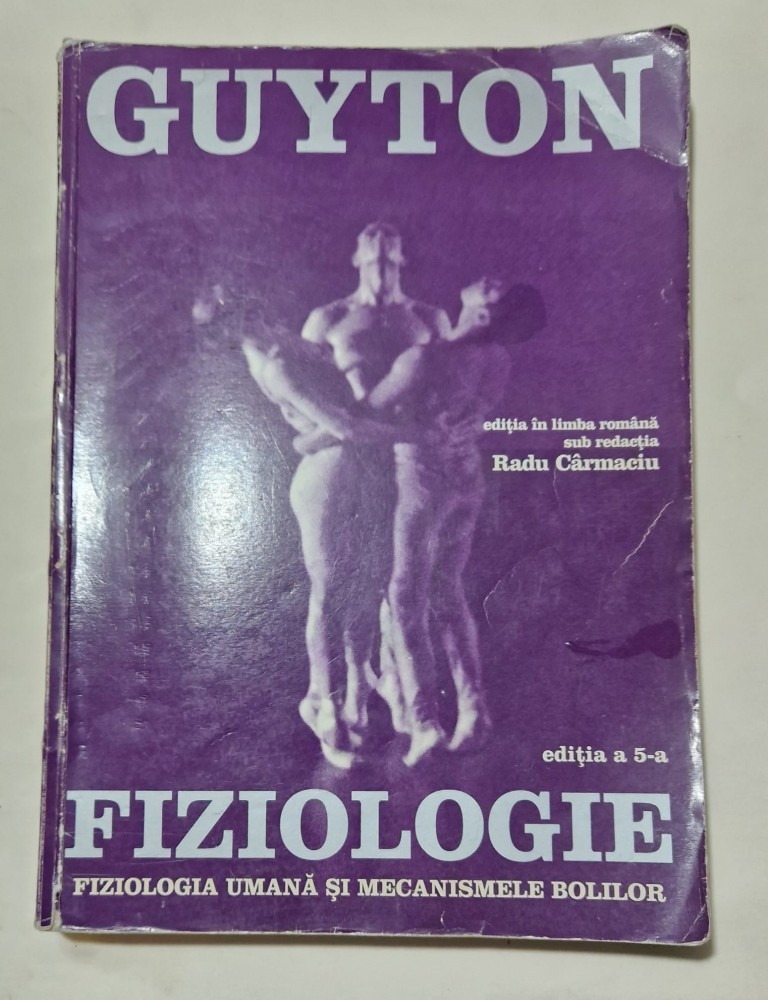 GUYTON
ediţia în limba română
sub redacţia
Radu Cârmaciu
ediţia a 5-a
FIZIOLOGIE
FIZIOLOGIA UMANĂ ŞI MECANISMELE BOLILOR